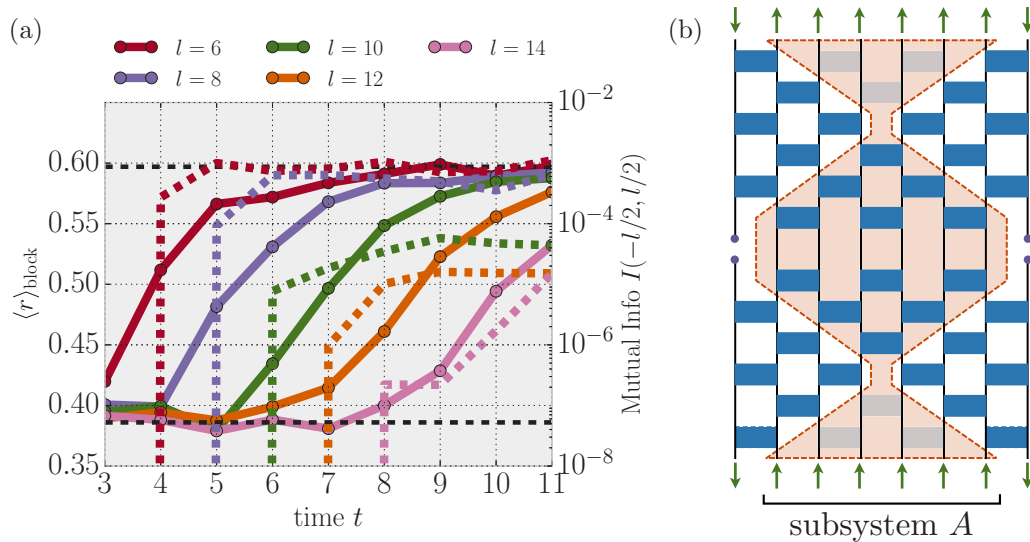 (a)
l = 6
l = 10
l = 14
l = 8
l = 12
⟨r⟩block
0.60
0.55
0.50
0.45
0.40
0.35
3 4 5 6 7 8 9 10 11
time t
10⁻²
10⁻⁴
10⁻⁶
10⁻⁸
Mutual Info I(−l/2, l/2)
(b)
subsystem A